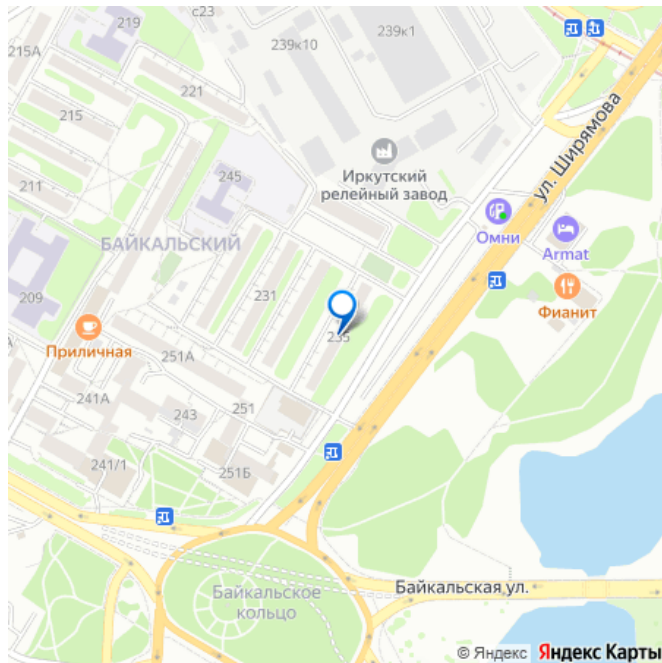 с23
219
239к10
239к1
215А
221
ул. Ширямова
215
Иркутский
релейный завод
245
211
БАЙКАЛЬСКИЙ
Омни
Armat
231
209
Фианит
235
Приличная
251А
241А
243
251
241/1
251Б
Байкальское
кольцо
Байкальская ул.
© Яндекс Яндекс Карты